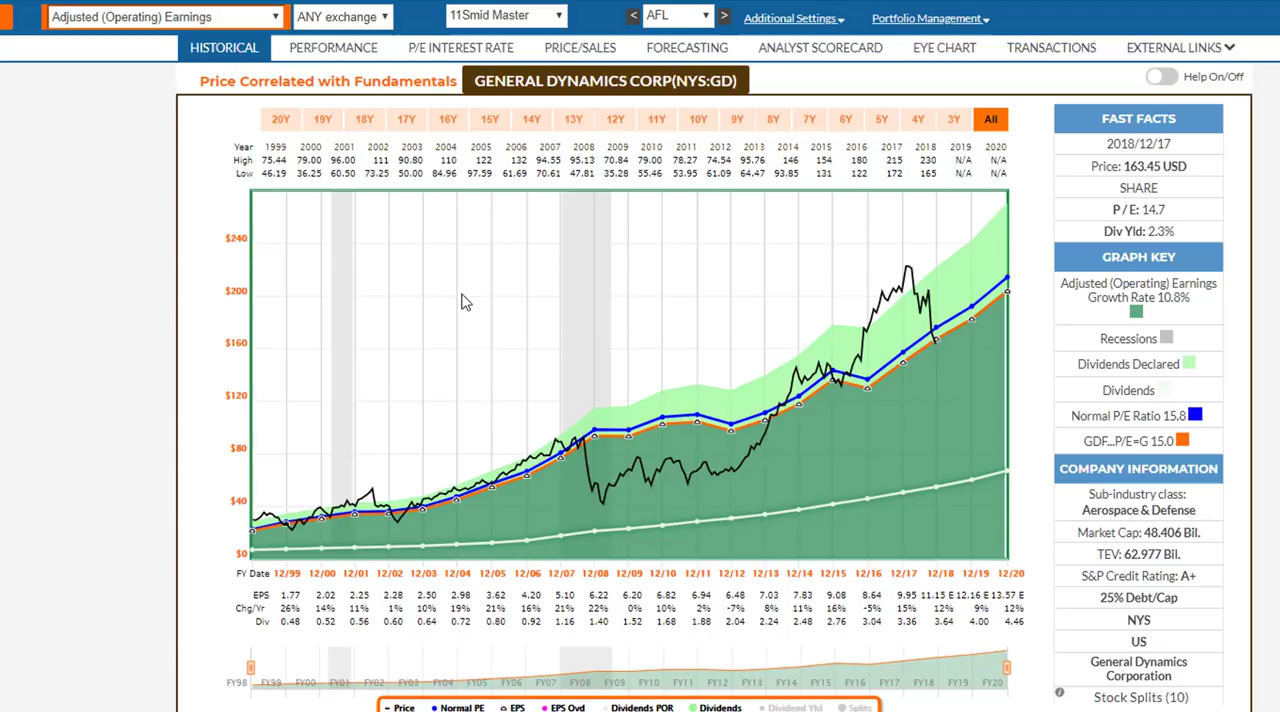 Adjusted (Operating) Earnings ANY exchange 11Smid Master < AFL > Additional Settings Portfolio Management
HISTORICAL PERFORMANCE P/E INTEREST RATE PRICE/SALES FORECASTING ANALYST SCORECARD EYE CHART TRANSACTIONS EXTERNAL LINKS
Price Correlated with Fundamentals GENERAL DYNAMICS CORP(NYS:GD) Help On/Off
20Y 19Y 18Y 17Y 16Y 15Y 14Y 13Y 12Y 11Y 10Y 9Y 8Y 7Y 6Y 5Y 4Y 3Y All
Year 1999 2000 2001 2002 2003 2004 2005 2006 2007 2008 2009 2010 2011 2012 2013 2014 2015 2016 2017 2018 2019 2020
High 75.44 79.00 96.00 111 90.80 110 122 132 94.55 95.13 70.84 79.00 78.27 74.54 95.76 146 154 180 215 230 N/A N/A
Low 46.19 36.25 60.50 73.25 50.00 84.96 97.59 61.69 70.61 47.81 35.28 55.46 53.95 61.09 64.47 93.85 131 122 172 165 N/A N/A
$240
$200
$160
$120
$80
$40
$0
FY Date 12/99 12/00 12/01 12/02 12/03 12/04 12/05 12/06 12/07 12/08 12/09 12/10 12/11 12/12 12/13 12/14 12/15 12/16 12/17 12/18 12/19 12/20
EPS 1.77 2.02 2.25 2.28 2.50 2.98 3.62 4.20 5.10 6.22 6.20 6.82 6.94 6.48 7.03 7.83 9.08 8.64 9.95 11.15 E 12.16 E 13.57 E
Chg/Yr 26% 14% 11% 1% 10% 19% 21% 16% 21% 22% 0% 10% 2% -7% 8% 11% 16% -5% 15% 12% 9% 12%
Div 0.48 0.52 0.56 0.60 0.64 0.72 0.80 0.92 1.16 1.40 1.52 1.68 1.88 2.04 2.24 2.48 2.76 3.04 3.36 3.64 4.00 4.46
FY98 FY99 FY00 FY01 FY02 FY03 FY04 FY05 FY06 FY07 FY08 FY09 FY10 FY11 FY12 FY13 FY14 FY15 FY16 FY17 FY18 FY19 FY20
Price Normal PE EPS EPS Ovd Dividends POR Dividends Dividend Yld Splits
FAST FACTS
2018/12/17
Price: 163.45 USD
SHARE
P / E: 14.7
Div Yld: 2.3%
GRAPH KEY
Adjusted (Operating) Earnings
Growth Rate 10.8%
Recessions
Dividends Declared
Dividends
Normal P/E Ratio 15.8
GDF...P/E=G 15.0
COMPANY INFORMATION
Sub-industry class:
Aerospace & Defense
Market Cap: 48.406 Bil.
TEV: 62.977 Bil.
S&P Credit Rating: A+
25% Debt/Cap
NYS
US
General Dynamics
Corporation
Stock Splits (10)